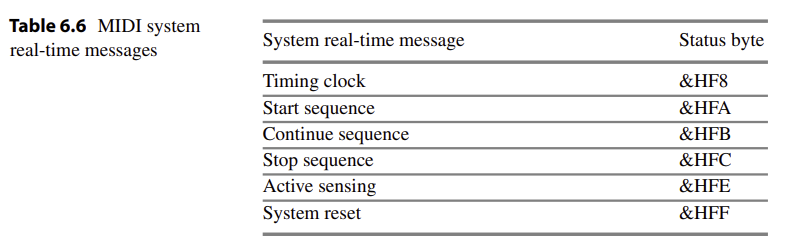 Table 6.6 MIDI system
real-time messages
System real-time message Status byte
Timing clock &HF8
Start sequence &HFA
Continue sequence &HFB
Stop sequence &HFC
Active sensing &HFE
System reset &HFF